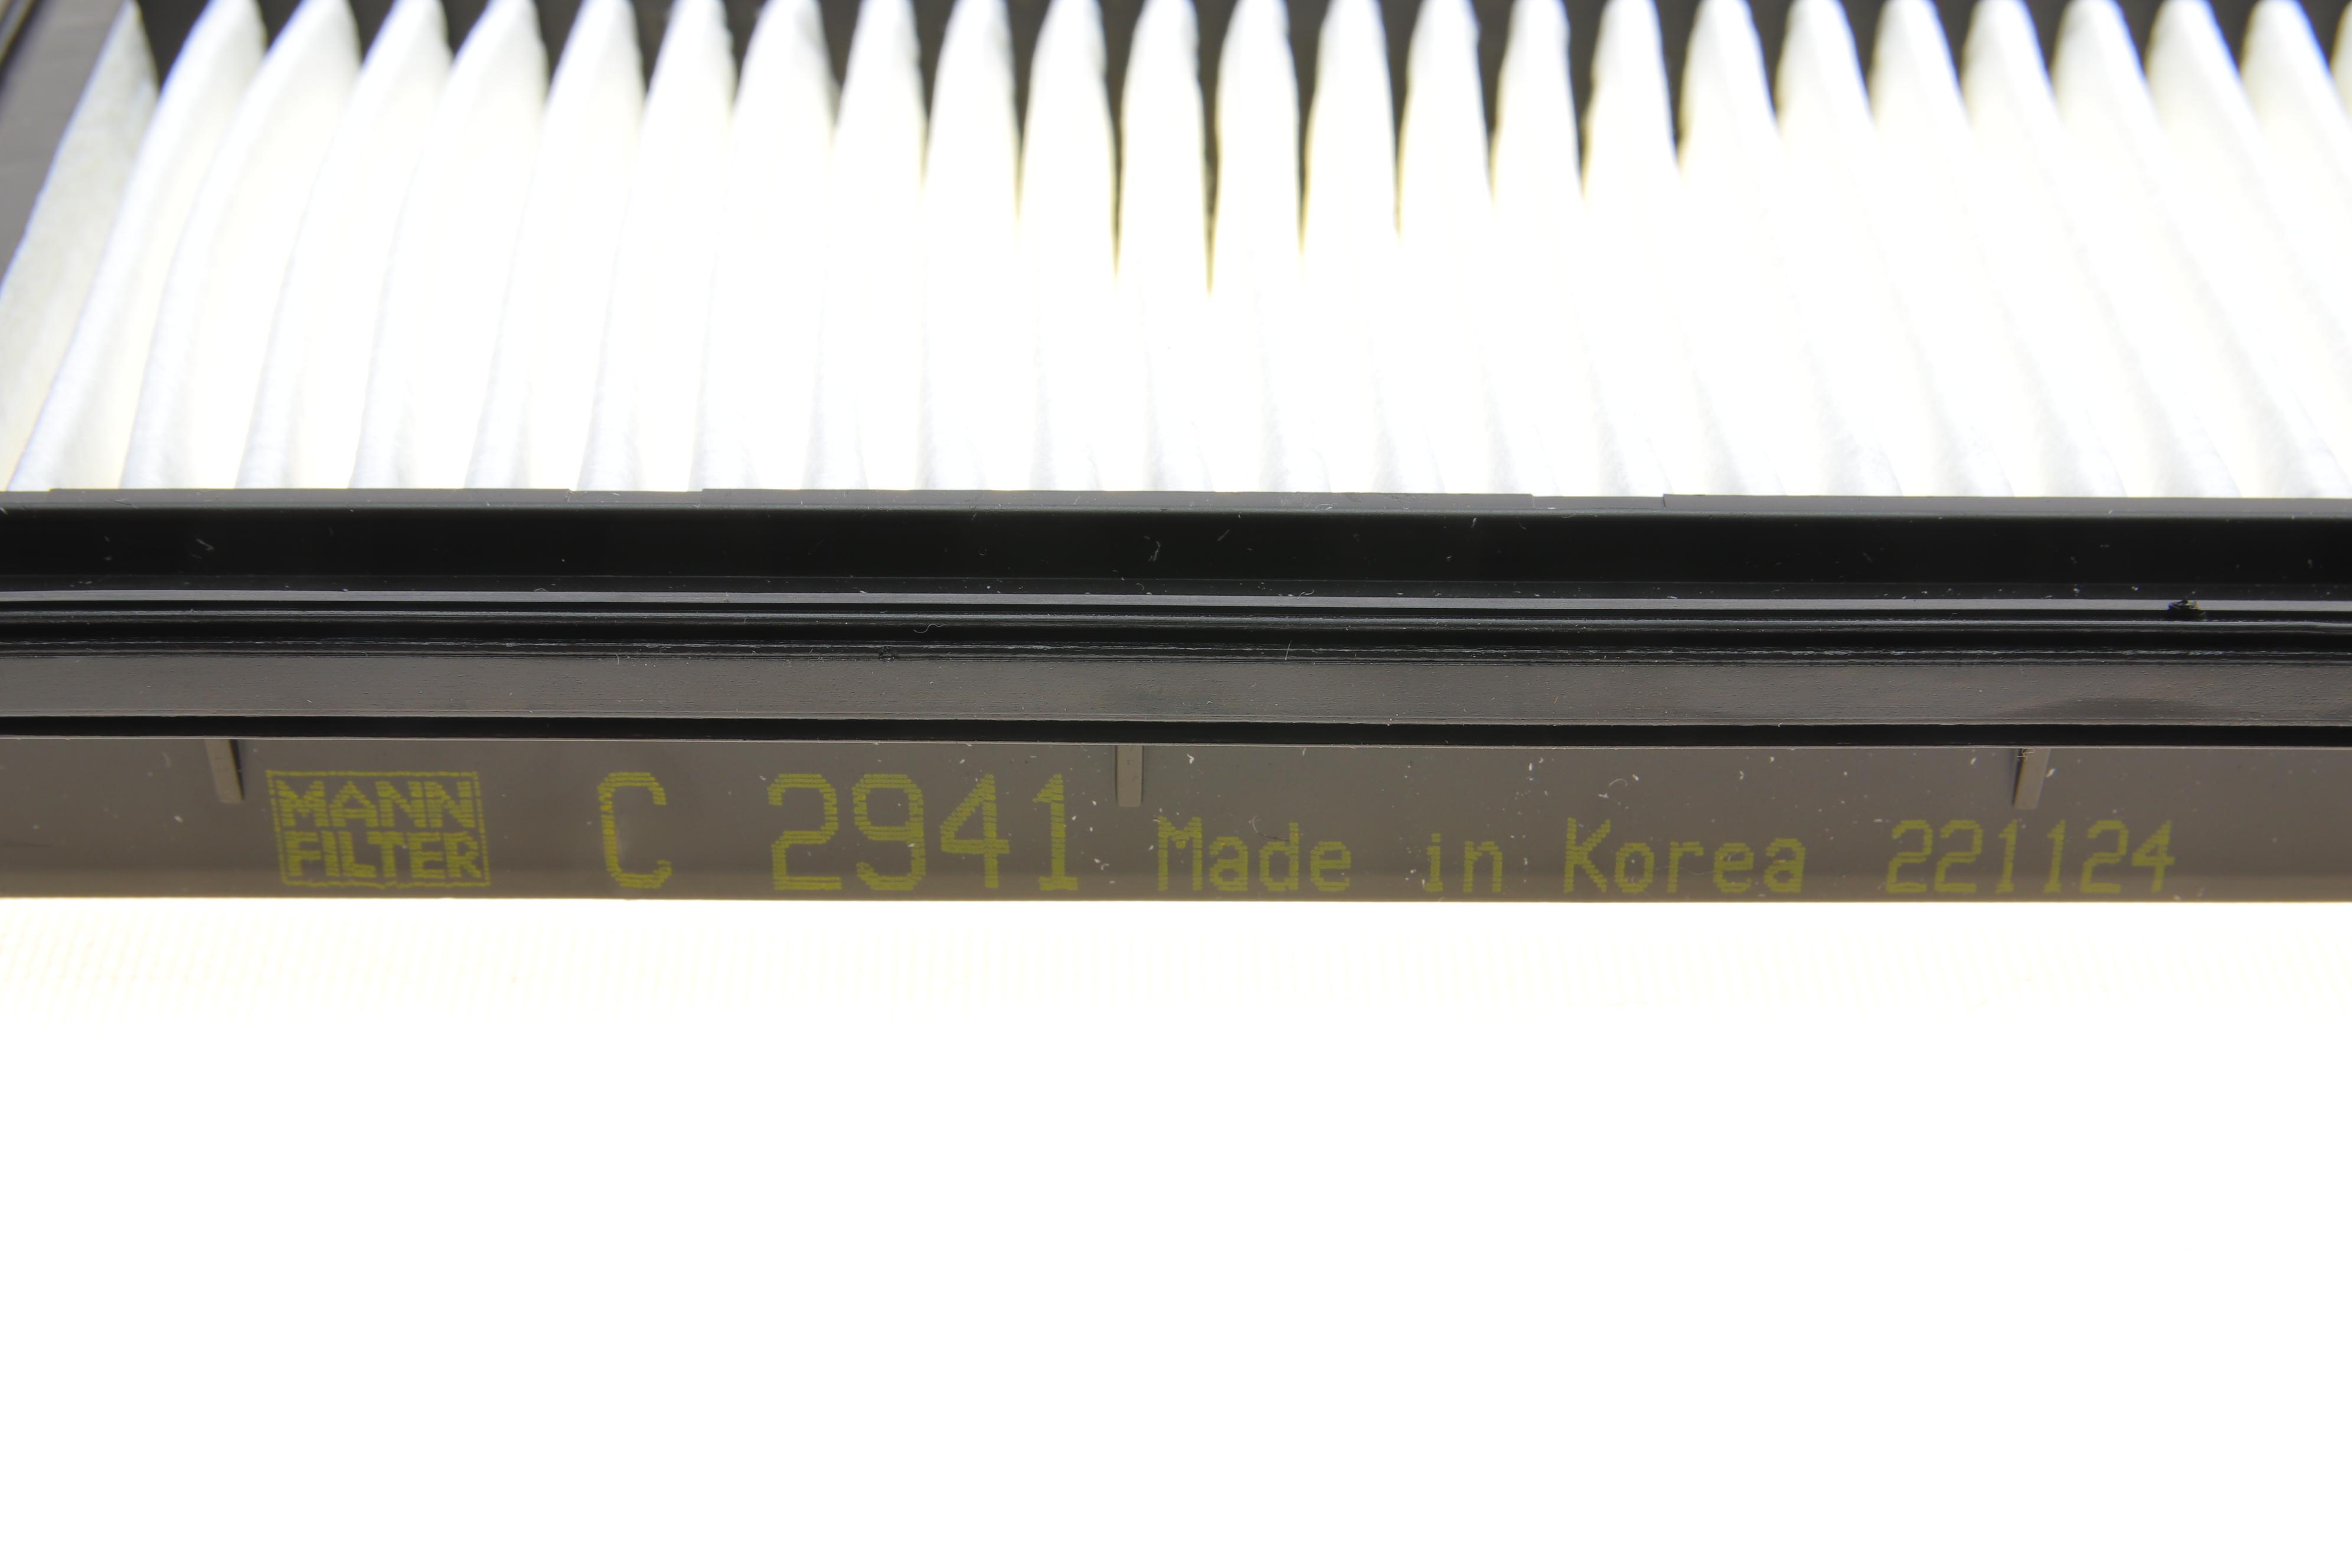 MANN
FILTER
C 2941 Made in Korea 221124